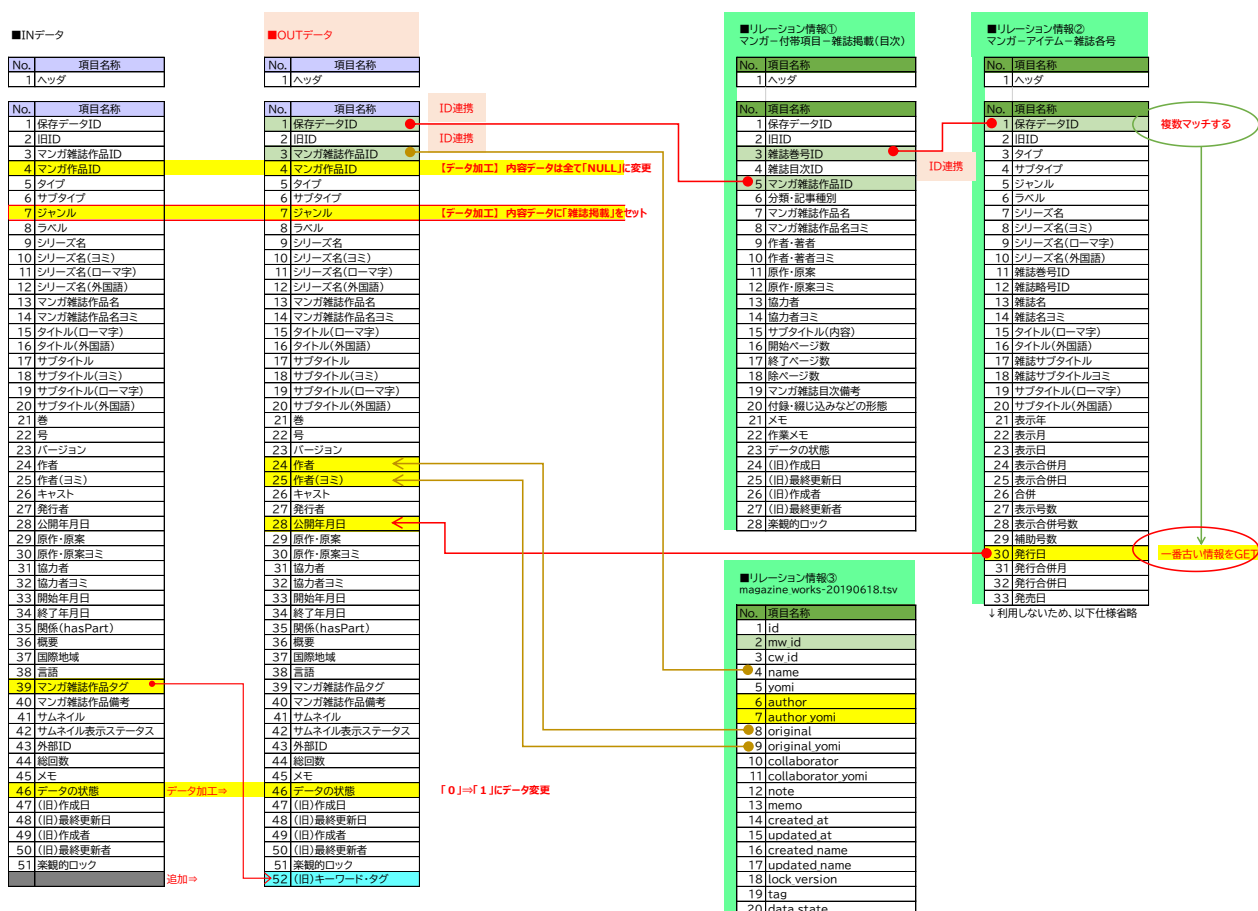 ■INデータ
No. 項目名称
1 ヘッダ
No. 項目名称
1 保存データID
2 旧ID
3 マンガ雑誌作品ID
4 マンガ作品ID
5 タイプ
6 サブタイプ
7 ジャンル
8 ラベル
9 シリーズ名
10 シリーズ名(ヨミ)
11 シリーズ名(ローマ字)
12 シリーズ名(外国語)
13 マンガ雑誌作品名
14 マンガ雑誌作品名ヨミ
15 タイトル(ローマ字)
16 タイトル(外国語)
17 サブタイトル
18 サブタイトル(ヨミ)
19 サブタイトル(ローマ字)
20 サブタイトル(外国語)
21 巻
22 号
23 バージョン
24 作者
25 作者(ヨミ)
26 キャスト
27 発行者
28 公開年月日
29 原作・原案
30 原作・原案ヨミ
31 協力者
32 協力者ヨミ
33 開始年月日
34 終了年月日
35 関係(hasPart)
36 概要
37 国際地域
38 言語
39 マンガ雑誌作品タグ
40 マンガ雑誌作品備考
41 サムネイル
42 サムネイル表示ステータス
43 外部ID
44 総回数
45 メモ
46 データの状態
47 (旧)作成日
48 (旧)最終更新日
49 (旧)作成者
50 (旧)最終更新者
51 楽観的ロック
データ加工⇒
追加⇒
■OUTデータ
No. 項目名称
1 ヘッダ
No. 項目名称
1 保存データID
2 旧ID
3 マンガ雑誌作品ID
4 マンガ作品ID
5 タイプ
6 サブタイプ
7 ジャンル
8 ラベル
9 シリーズ名
10 シリーズ名(ヨミ)
11 シリーズ名(ローマ字)
12 シリーズ名(外国語)
13 マンガ雑誌作品名
14 マンガ雑誌作品名ヨミ
15 タイトル(ローマ字)
16 タイトル(外国語)
17 サブタイトル
18 サブタイトル(ヨミ)
19 サブタイトル(ローマ字)
20 サブタイトル(外国語)
21 巻
22 号
23 バージョン
24 作者
25 作者(ヨミ)
26 キャスト
27 発行者
28 公開年月日
29 原作・原案
30 原作・原案ヨミ
31 協力者
32 協力者ヨミ
33 開始年月日
34 終了年月日
35 関係(hasPart)
36 概要
37 国際地域
38 言語
39 マンガ雑誌作品タグ
40 マンガ雑誌作品備考
41 サムネイル
42 サムネイル表示ステータス
43 外部ID
44 総回数
45 メモ
46 データの状態
47 (旧)作成日
48 (旧)最終更新日
49 (旧)作成者
50 (旧)最終更新者
51 楽観的ロック
52 (旧)キーワード・タグ
ID連携
ID連携
【データ加工】 内容データは全て「NULL」に変更
【データ加工】 内容データに「雑誌掲載」をセット
「0」⇒「1」にデータ変更
■リレーション情報①
マンガ－付帯項目－雑誌掲載(目次)
No. 項目名称
1 ヘッダ
No. 項目名称
1 保存データID
2 旧ID
3 雑誌巻号ID
4 雑誌目次ID
5 マンガ雑誌作品ID
6 分類・記事種別
7 マンガ雑誌作品名
8 マンガ雑誌作品名ヨミ
9 作者・著者
10 作者・著者ヨミ
11 原作・原案
12 原作・原案ヨミ
13 協力者
14 協力者ヨミ
15 サブタイトル(内容)
16 開始ページ数
17 終了ページ数
18 除ページ数
19 マンガ雑誌目次備考
20 付録・綴じ込みなどの形態
21 メモ
22 作業メモ
23 データの状態
24 (旧)作成日
25 (旧)最終更新日
26 (旧)作成者
27 (旧)最終更新者
28 楽観的ロック
ID連携
■リレーション情報③
magazine_works-20190618.tsv
No. 項目名称
1 id
2 mw_id
3 cw_id
4 name
5 yomi
6 author
7 author_yomi
8 original
9 original_yomi
10 collaborator
11 collaborator_yomi
12 note
13 memo
14 created_at
15 updated_at
16 created_name
17 updated_name
18 lock_version
19 tag
20 data_state
■リレーション情報②
マンガ－アイテム－雑誌各号
No. 項目名称
1 ヘッダ
No. 項目名称
1 保存データID
2 旧ID
3 タイプ
4 サブタイプ
5 ジャンル
6 ラベル
7 シリーズ名
8 シリーズ名(ヨミ)
9 シリーズ名(ローマ字)
10 シリーズ名(外国語)
11 雑誌巻号ID
12 雑誌略号ID
13 雑誌名
14 雑誌名ヨミ
15 タイトル(ローマ字)
16 タイトル(外国語)
17 雑誌サブタイトル
18 雑誌サブタイトルヨミ
19 サブタイトル(ローマ字)
20 サブタイトル(外国語)
21 表示年
22 表示月
23 表示日
24 表示合併月
25 表示合併日
26 合併
27 表示号数
28 表示合併号数
29 補助号数
30 発行日
31 発行合併月
32 発行合併日
33 発売日
↓利用しないため、以下仕様省略
複数マッチする
一番古い情報をGET